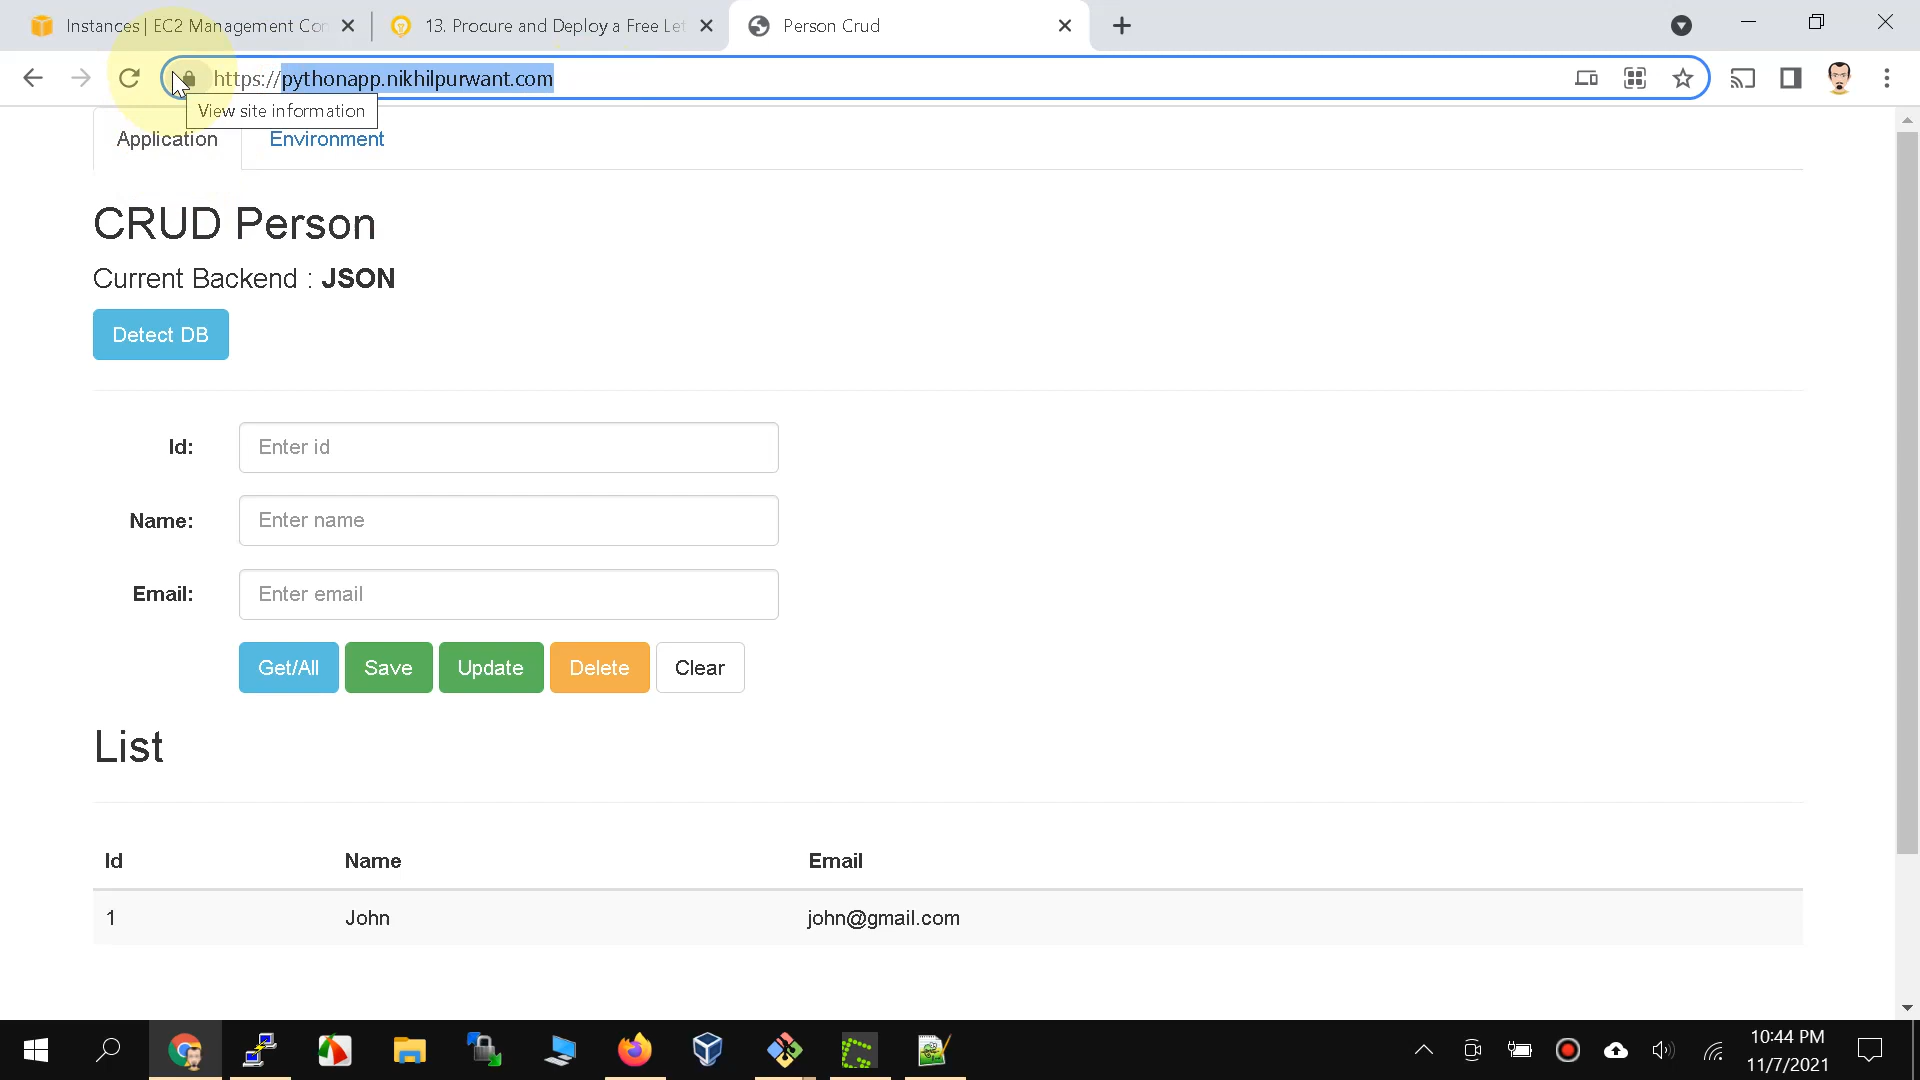 Instances | EC2 Management Con
13. Procure and Deploy a Free Let
Person Crud
https://pythonapp.nikhilpurwant.com
View site information
Application
Environment
CRUD Person
Current Backend : JSON
Detect DB
Id:
Enter id
Name:
Enter name
Email:
Enter email
Get/All
Save
Update
Delete
Clear
List
Id Name Email
1 John john@gmail.com
10:44 PM
11/7/2021